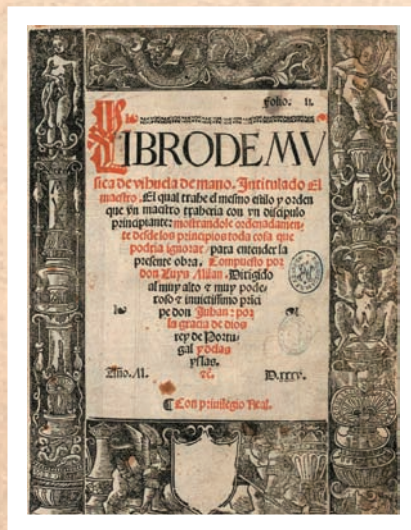 folio. II.
LIBRO DE MV
sica de vihuela de mano. Intitulado El
maestro. El qual trahe el mesmo estilo y orden
que vn maestro traheria con vn discipulo
principiante: mostrandole ordenadamen-
te desde los principios toda cosa que
podria ignorar / para entender la
presente obra. Compuesto por
don Luys Milan. Dirigido
al muy alto & muy pode-
roso & inuictissimo princi
pe don Juhan: por
la gracia de dios
rey de Portu-
gal y de las
yslas.
Año. M. &c. D.xxxv.
¶ Con priuilegio Real.